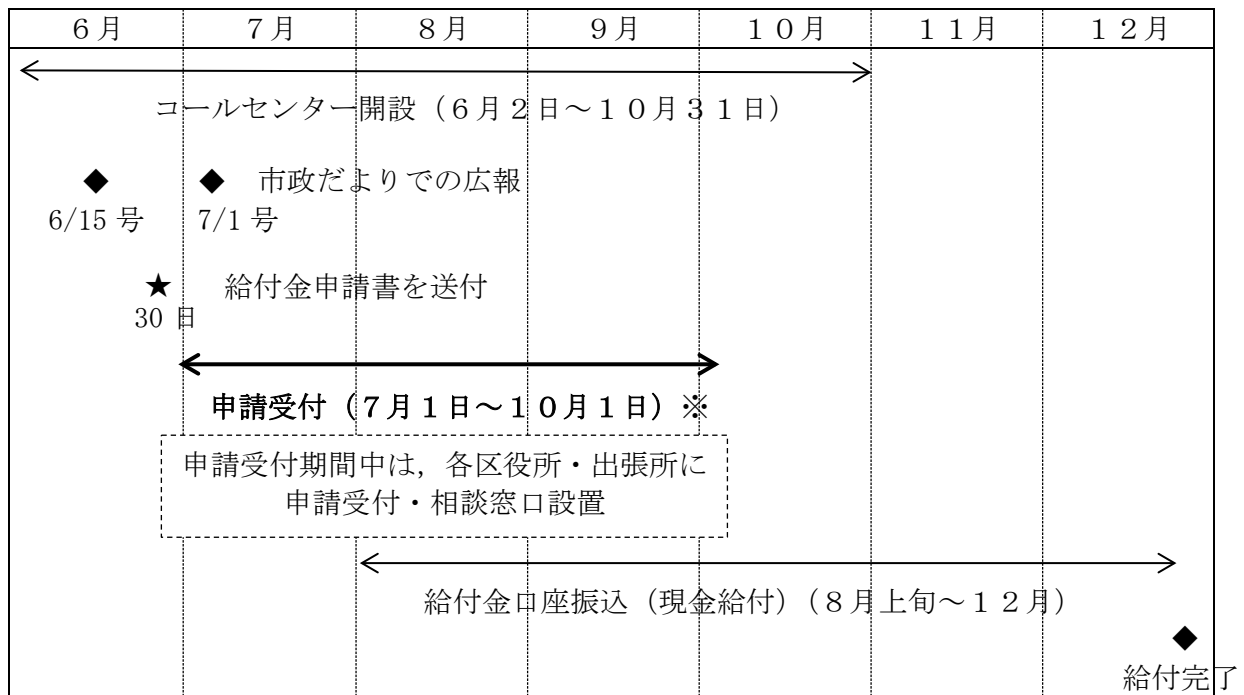 ６月 ７月 ８月 ９月 １０月 １１月 １２月
コールセンター開設（６月２日～１０月３１日）
◆ ◆ 市政だよりでの広報
6/15 号 7/1 号
★ 給付金申請書を送付
30 日
申請受付（７月１日～１０月１日）※
申請受付期間中は，各区役所・出張所に
申請受付・相談窓口設置
給付金口座振込（現金給付）（８月上旬～１２月）
◆
給付完了